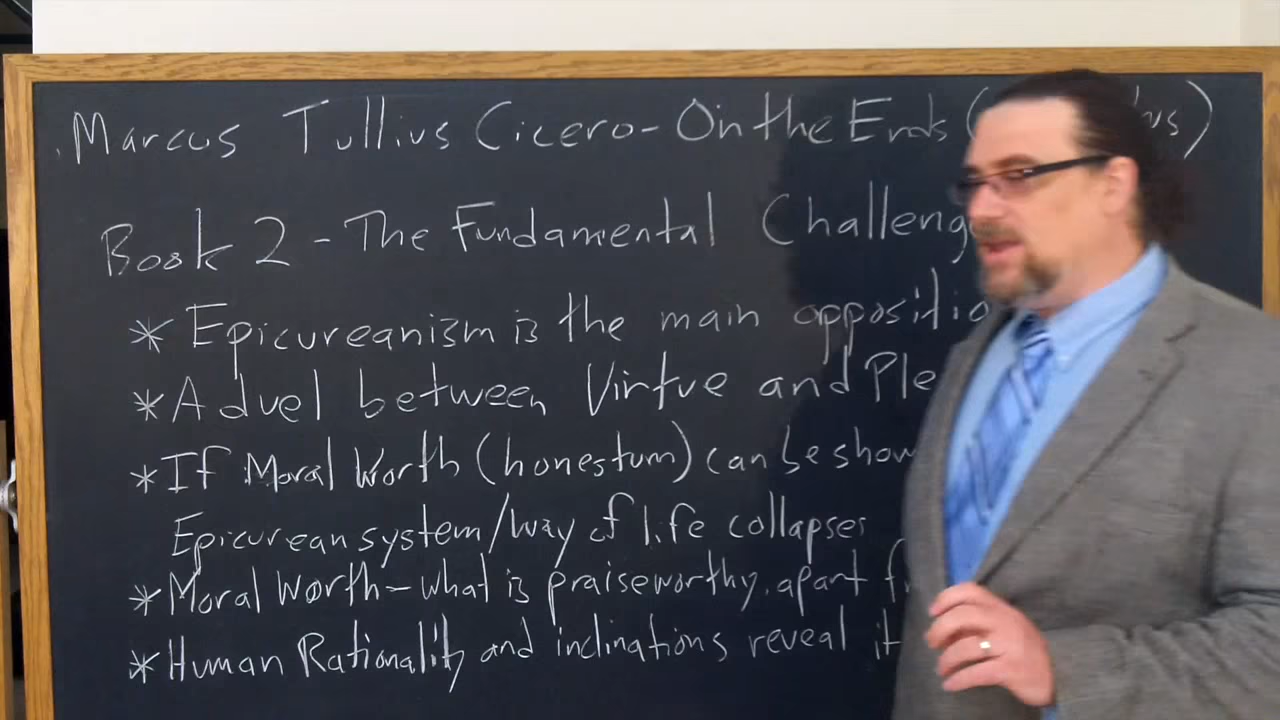 Marcus Tullius Cicero - On the Ends (
Book 2 - The Fundamental Challeng
* Epicureanism is the main oppositio
* A duel between Virtue and Ple
* If Moral Worth (honestum) can be show
Epicurean system/way of life collapses
* Moral Worth - what is praiseworthy, apart f
* Human Rationality and inclinations reveal it